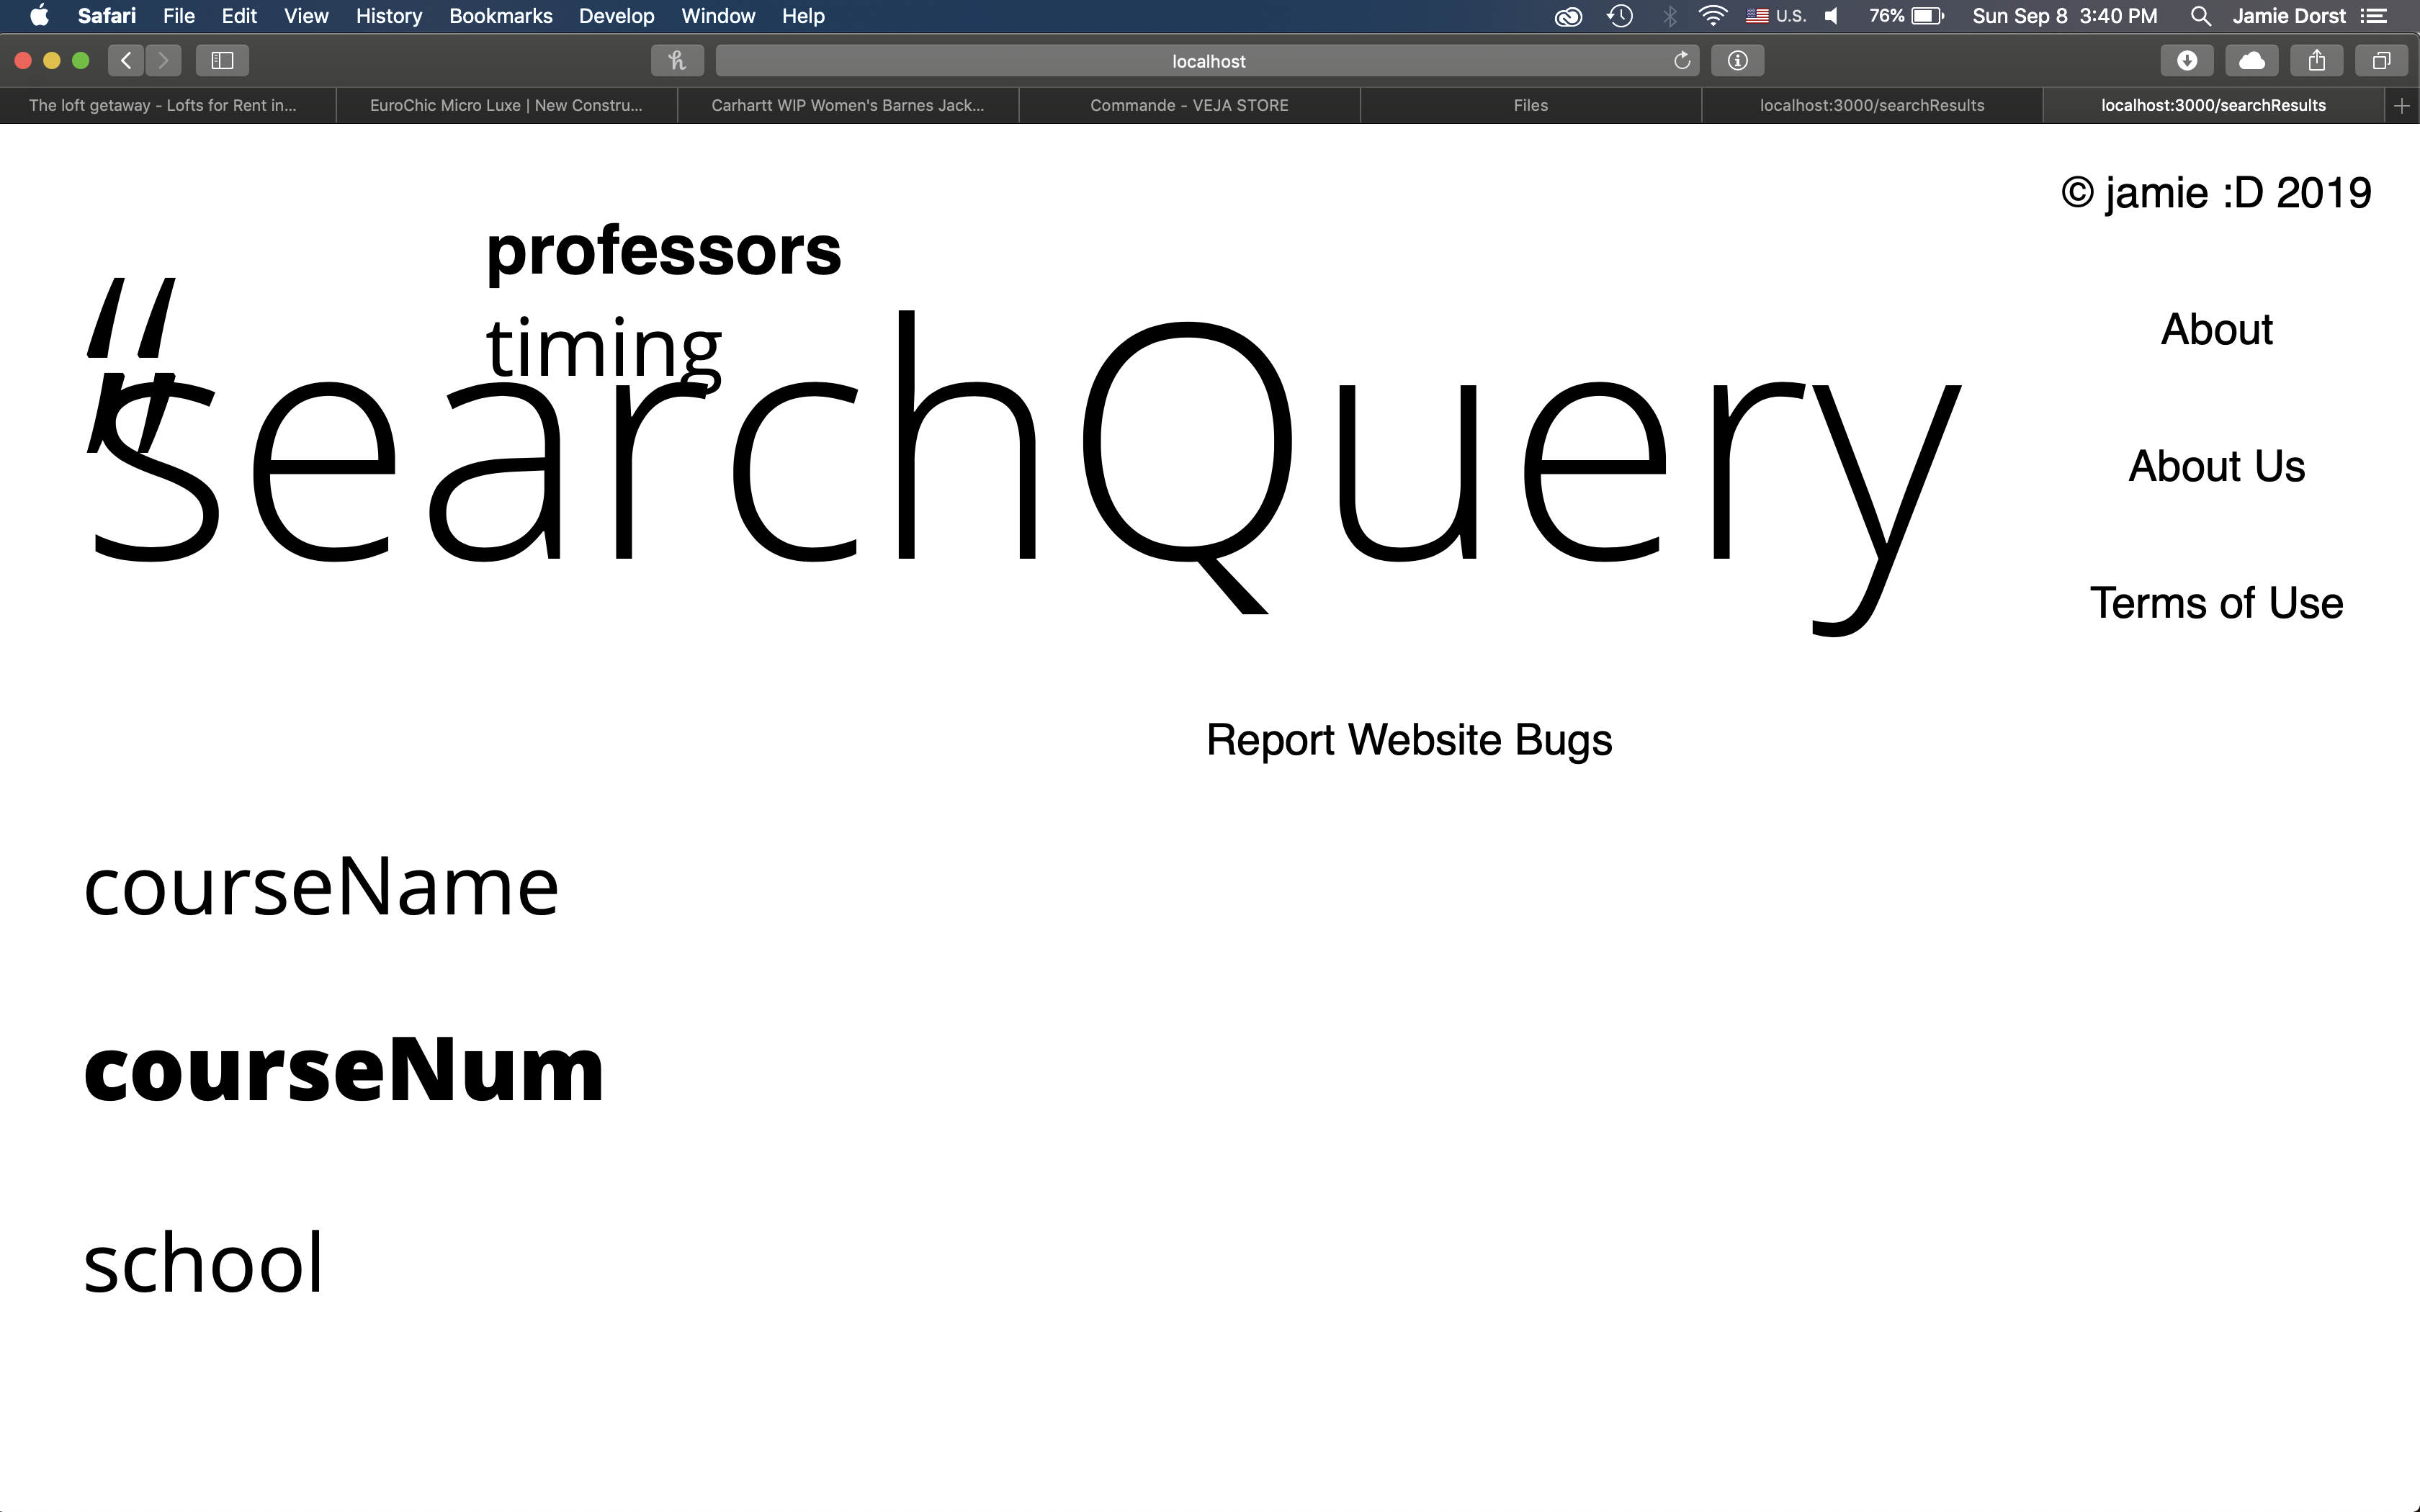 Safari File Edit View History Bookmarks Develop Window Help U.S. 76% Sun Sep 8 3:40 PM Jamie Dorst
localhost
The loft getaway - Lofts for Rent in... EuroChic Micro Luxe | New Constru... Carhartt WIP Women's Barnes Jack... Commande - VEJA STORE Files localhost:3000/searchResults localhost:3000/searchResults
© jamie :D 2019
professors
“
timing
About
"
searchQuery
About Us
Terms of Use
Report Website Bugs
courseName
courseNum
school